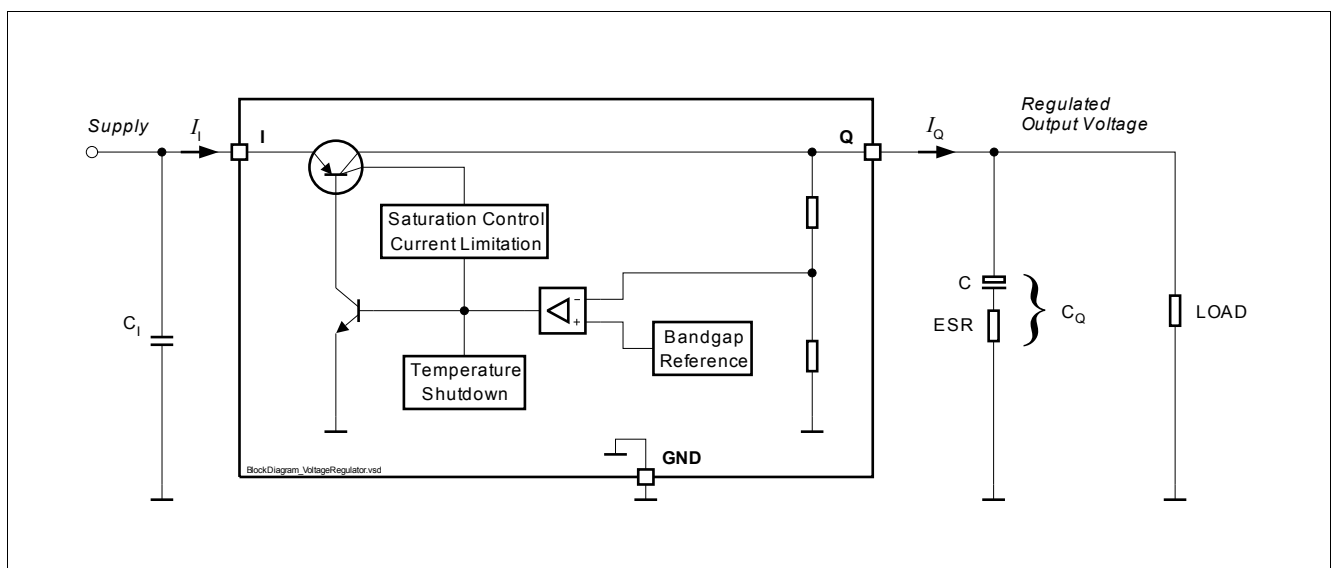 Supply
I_I
I
Q
I_Q
Regulated
Output Voltage
Saturation Control
Current Limitation
C_I
-
+
Bandgap
Reference
Temperature
Shutdown
C
ESR
C_Q
LOAD
GND
BlockDiagram_VoltageRegulator.vsd